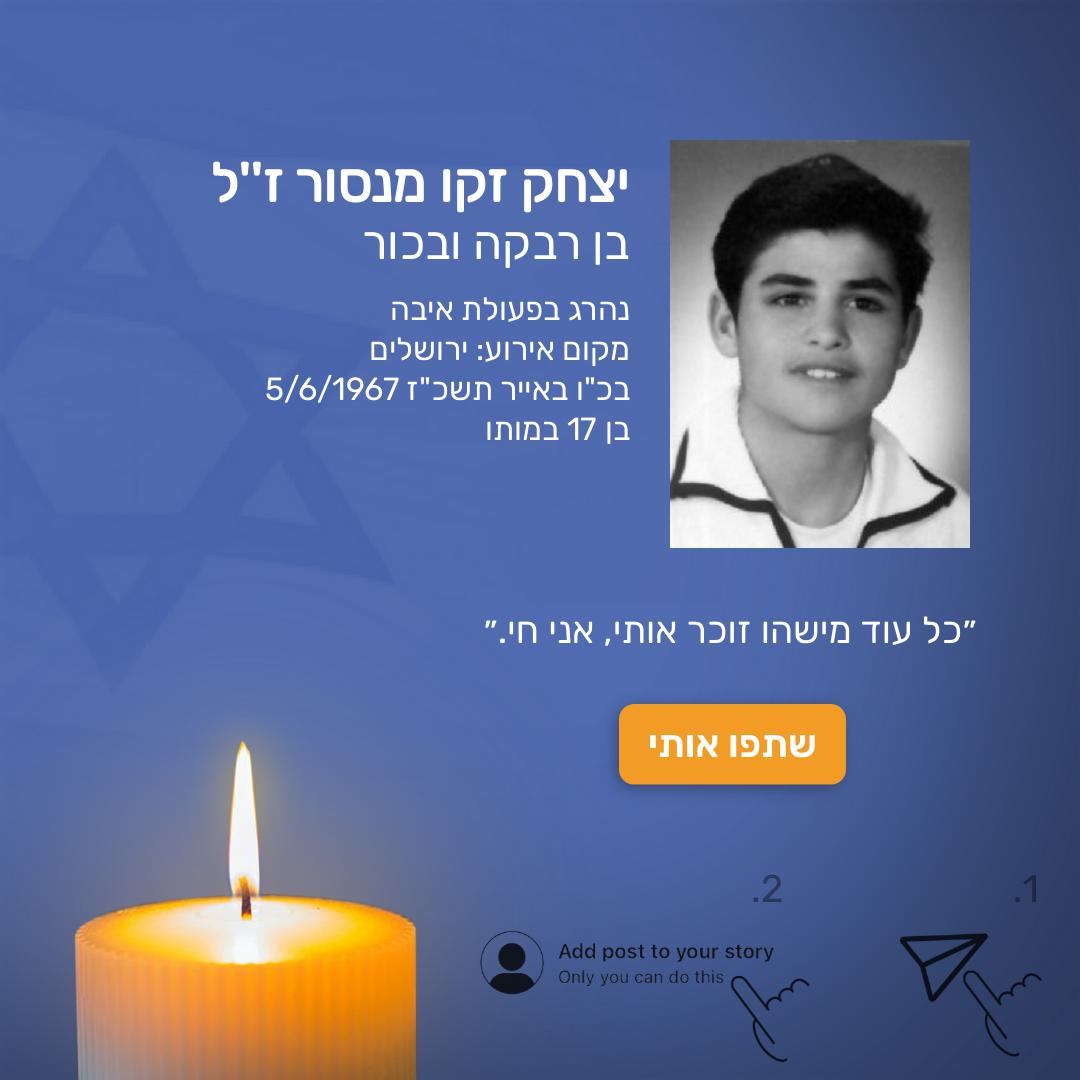 יצחק זקו מנסור ז"ל
בן רבקה ובכור
נהרג בפעולת איבה
מקום אירוע: ירושלים
בכ"ו באייר תשכ"ז 5/6/1967
בן 17 במותו
״כל עוד מישהו זוכר אותי, אני חי.״
שתפו אותי
1.
2.
Add post to your story
Only you can do this